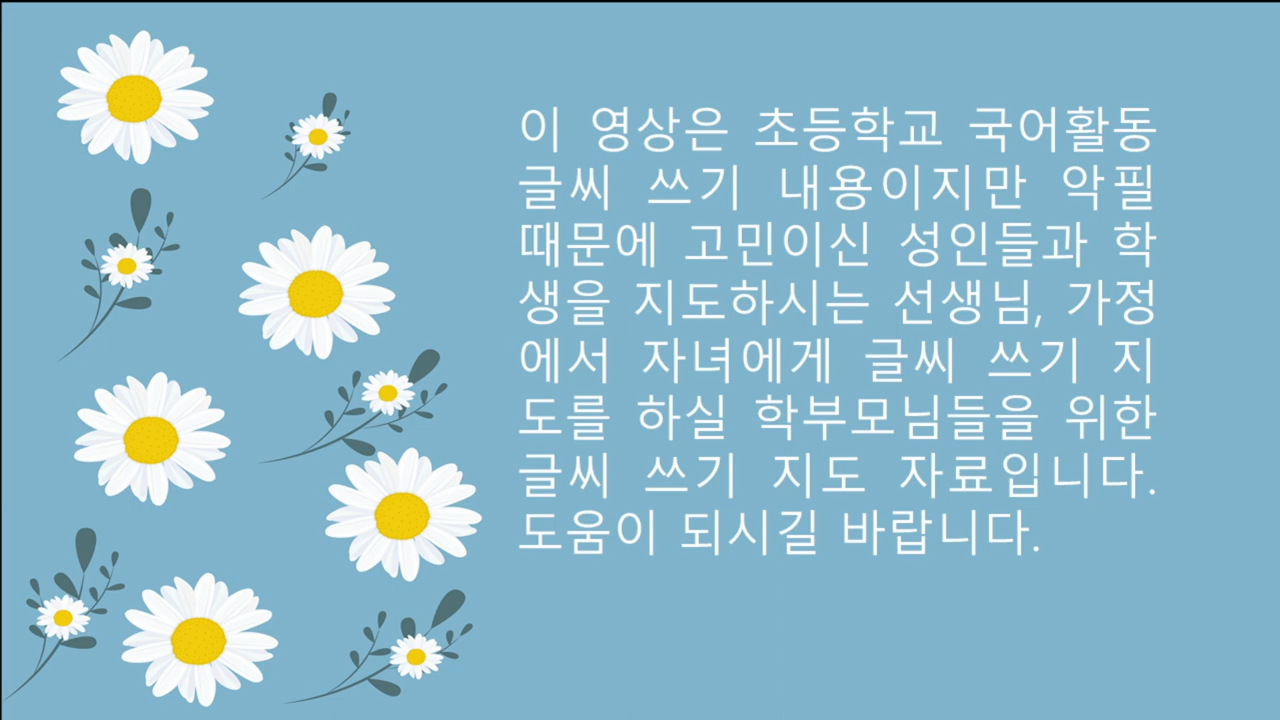 이 영상은 초등학교 국어활동
글씨 쓰기 내용이지만 악필
때문에 고민이신 성인들과 학
생을 지도하시는 선생님, 가정
에서 자녀에게 글씨 쓰기 지
도를 하실 학부모님들을 위한
글씨 쓰기 지도 자료입니다.
도움이 되시길 바랍니다.